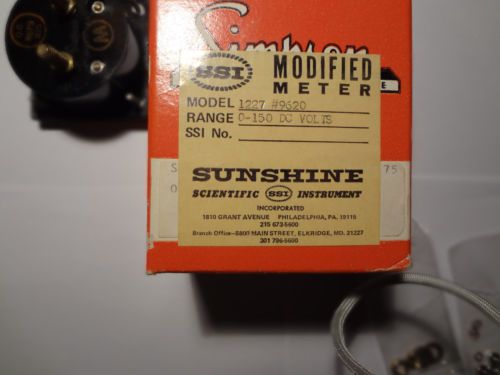 Simpson
SSI MODIFIED
METER
MODEL 1227 #9620
RANGE 0-150 DC VOLTS
SSI No.
SUNSHINE
SCIENTIFIC SSI INSTRUMENT
INCORPORATED
1810 GRANT AVENUE PHILADELPHIA, PA. 19115
215 673-5600
Branch Office-5800 MAIN STREET, ELKRIDGE, MD. 21227
301 796-5600
75